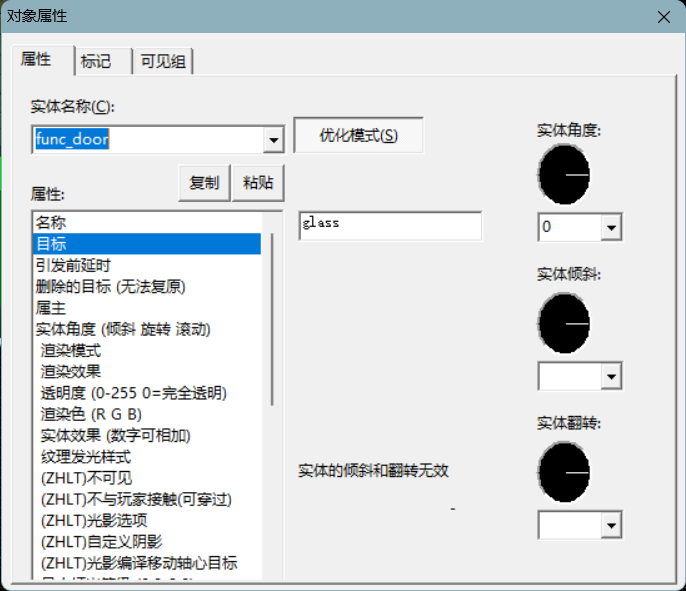 对象属性
属性
标记
可见组
实体名称(C):
func_door
优化模式(S)
实体角度:
复制
粘贴
属性:
glass
0
名称
目标
引发前延时
删除的目标 (无法复原)
属主
实体角度 (倾斜 旋转 滚动)
渲染模式
渲染效果
透明度 (0-255 0=完全透明)
渲染色 (R G B)
实体效果 (数字可相加)
纹理发光样式
(ZHLT)不可见
(ZHLT)不与玩家接触(可穿过)
(ZHLT)光影选项
(ZHLT)自定义阴影
(ZHLT)光影编译移动轴心目标
实体倾斜:
实体翻转:
实体的倾斜和翻转无效
-